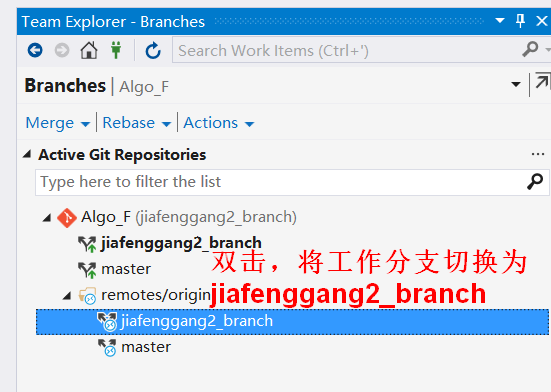 Team Explorer - Branches
Search Work Items (Ctrl+')
Branches | Algo_F
Merge Rebase Actions
Active Git Repositories
Type here to filter the list
Algo_F (jiafenggang2_branch)
jiafenggang2_branch
master
双击，将工作分支切换为
remotes/origin
jiafenggang2_branch
jiafenggang2_branch
master